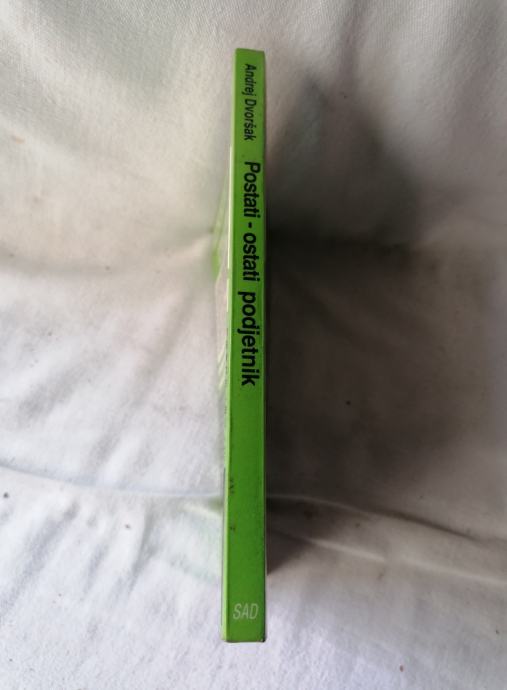 Andrej Dvoršak
Postati - ostati podjetnik
SAD